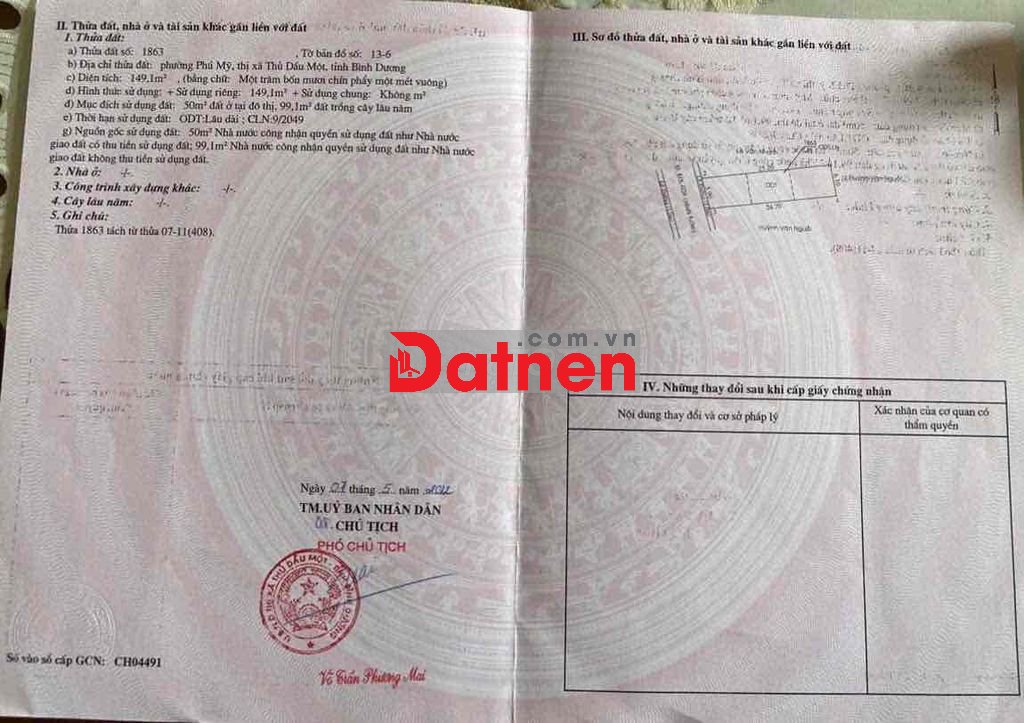 II. Thửa đất, nhà ở và tài sản khác gắn liền với đất
1. Thửa đất:
a) Thửa đất số: 1863 , Tờ bản đồ số: 13-6
b) Địa chỉ thửa đất: phường Phú Mỹ, thị xã Thủ Dầu Một, tỉnh Bình Dương
c) Diện tích: 149,1m² , (bằng chữ: Một trăm bốn mươi chín phẩy một mét vuông)
d) Hình thức sử dụng: + Sử dụng riêng: 149,1m² + Sử dụng chung: Không m²
đ) Mục đích sử dụng đất: 50m² đất ở tại đô thị, 99,1m² đất trồng cây lâu năm
e) Thời hạn sử dụng đất: ODT:Lâu dài ; CLN:9/2049
g) Nguồn gốc sử dụng đất: 50m² Nhà nước công nhận quyền sử dụng đất như Nhà nước
giao đất có thu tiền sử dụng đất; 99,1m² Nhà nước công nhận quyền sử dụng đất như Nhà nước
giao đất không thu tiền sử dụng đất.
2. Nhà ở: -/-
3. Công trình xây dựng khác: -/-.
4. Cây lâu năm: -/-.
5. Ghi chú:
Thửa 1863 tách từ thửa 07-11(408).
Ngày 07 tháng 5 năm 2012
TM.UỶ BAN NHÂN DÂN
CHỦ TỊCH
PHÓ CHỦ TỊCH
Võ Trần Phương Mai
Số vào sổ cấp GCN: CH04491
III. Sơ đồ thửa đất, nhà ở và tài sản khác gắn liền với đất
1863
Huỳnh Văn Người
Datnen
.com.vn
IV. Những thay đổi sau khi cấp giấy chứng nhận
Nội dung thay đổi và cơ sở pháp lý
Xác nhận của cơ quan có
thẩm quyền